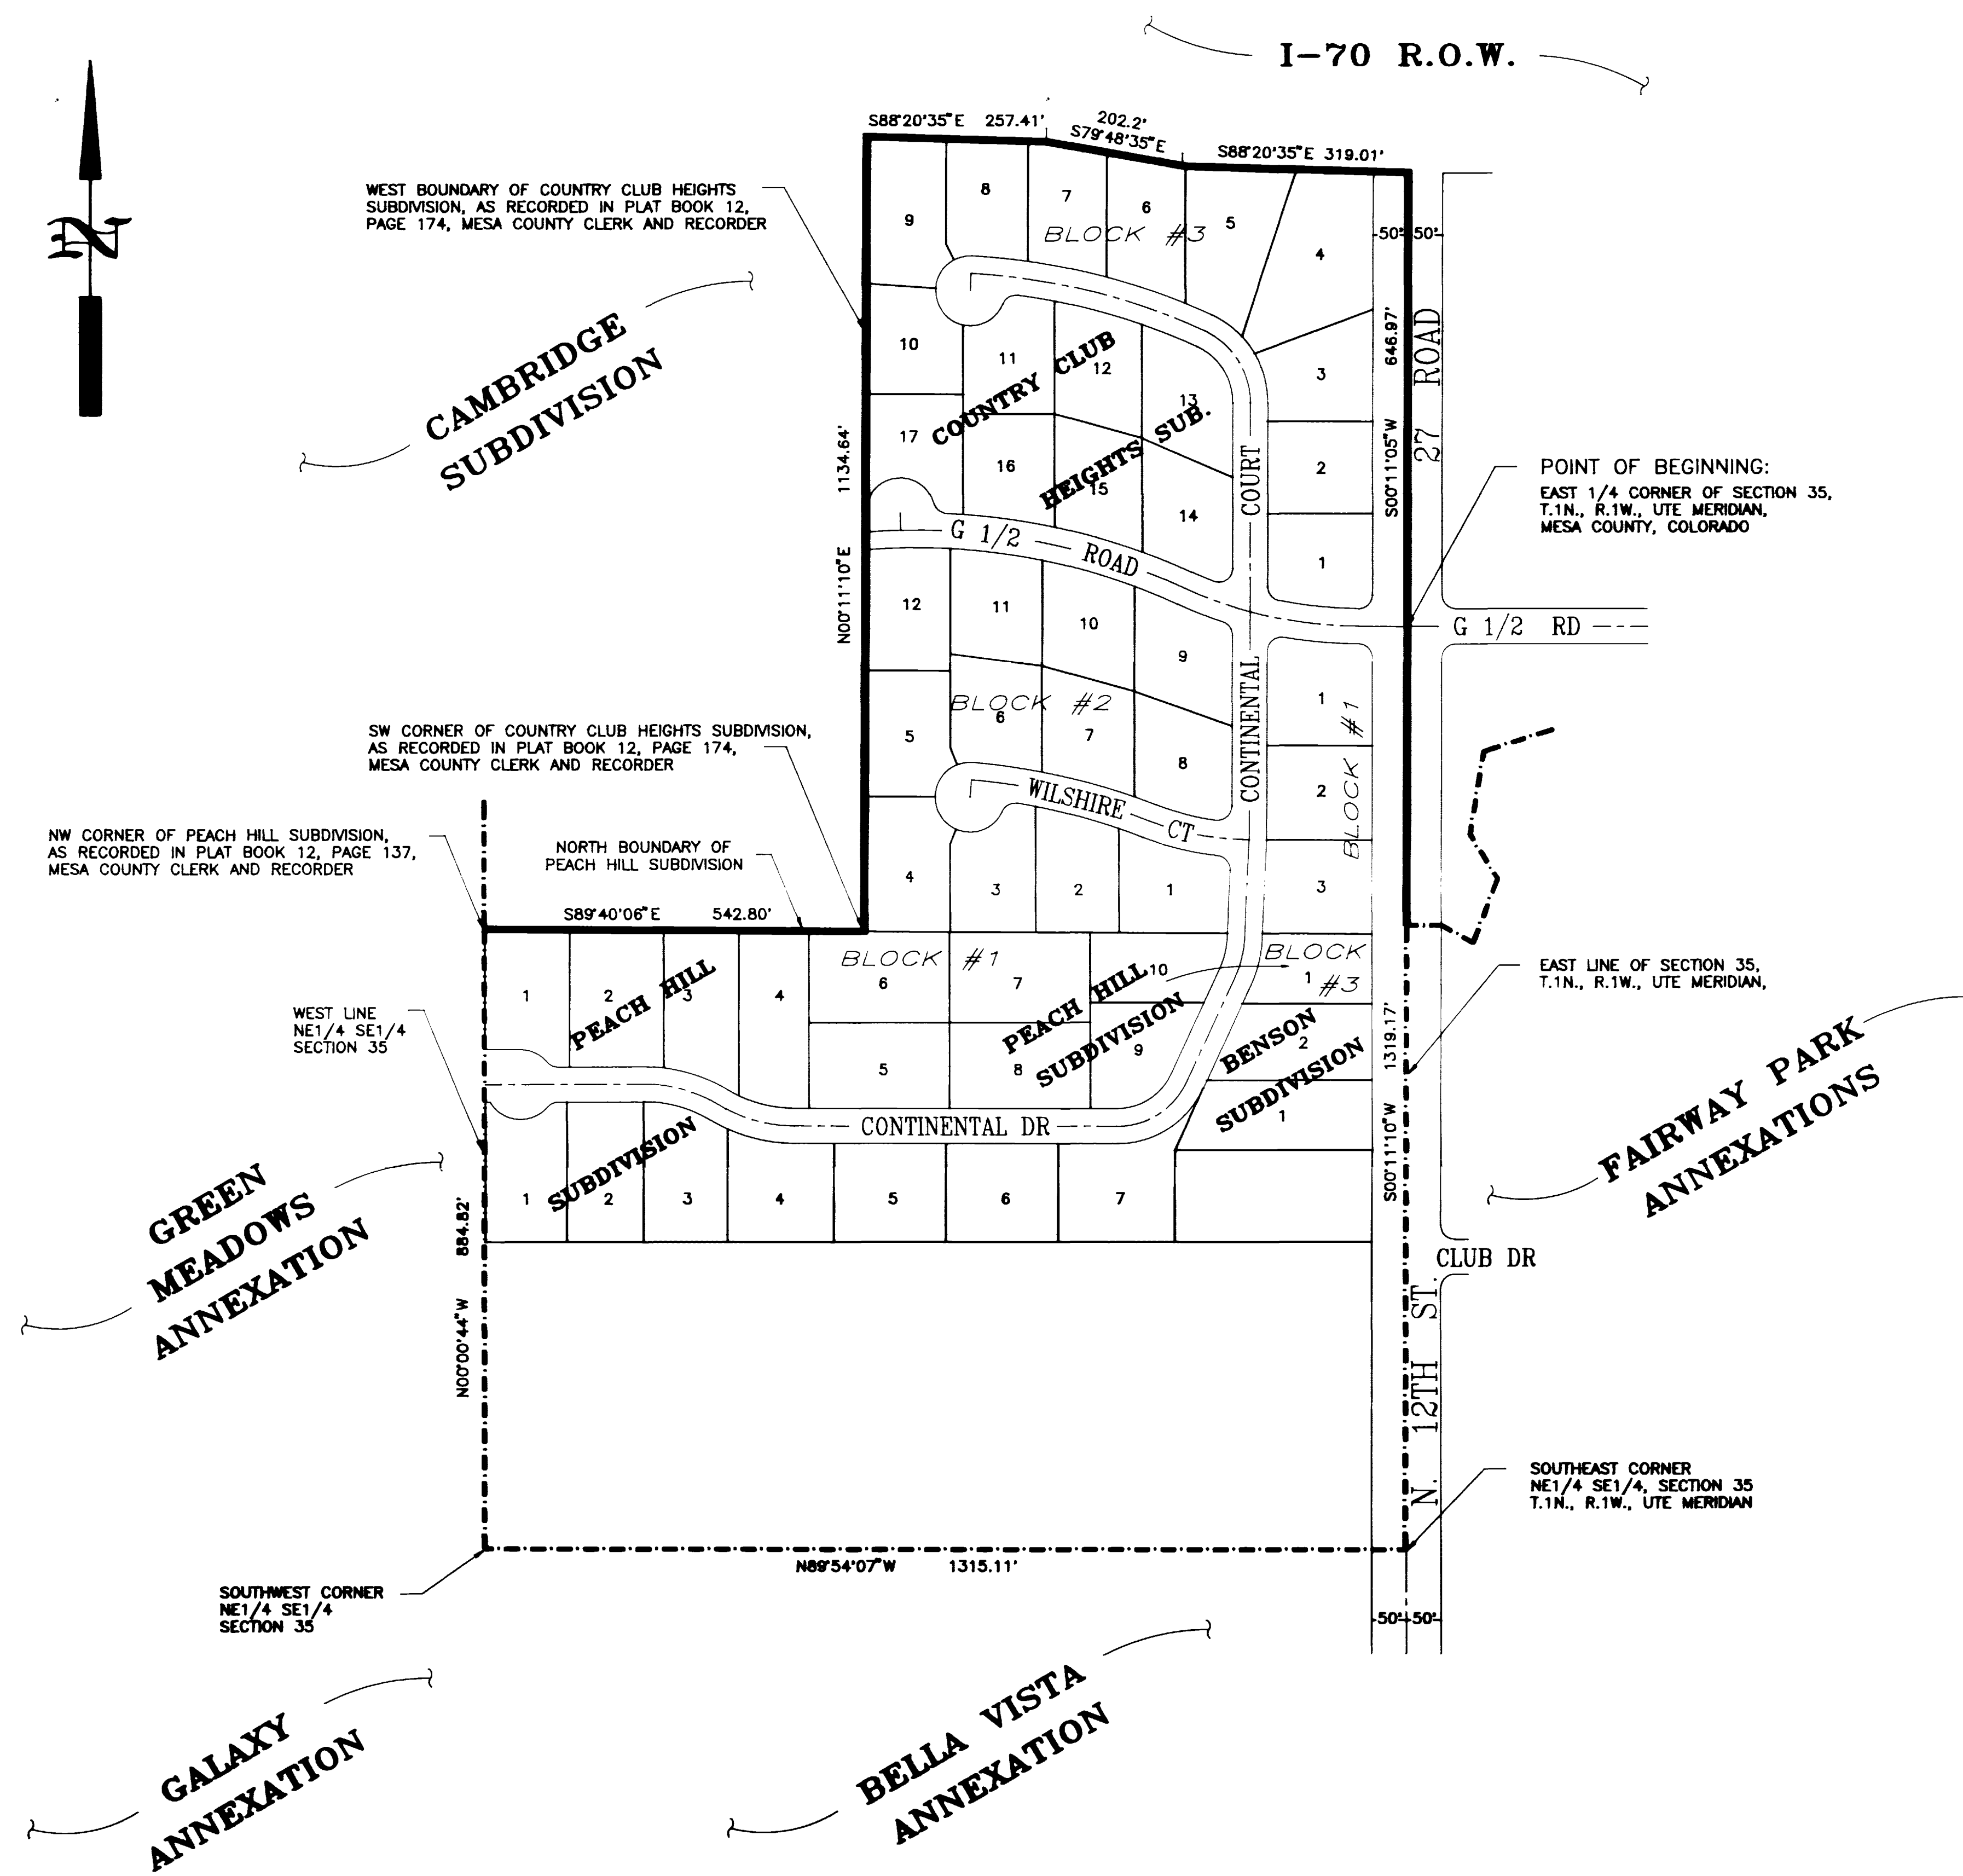 I-70 R.O.W.
S88°20'35"E 257.41'
202.2'
S79°48'35"E
S88°20'35"E 319.01'
N
WEST BOUNDARY OF COUNTRY CLUB HEIGHTS
SUBDIVISION, AS RECORDED IN PLAT BOOK 12,
PAGE 174, MESA COUNTY CLERK AND RECORDER
9
8
7
6
5
4
BLOCK #3
50'
50'
CAMBRIDGE
SUBDIVISION
10
11
12
13
3
COUNTRY CLUB
HEIGHTS SUB.
17
16
15
14
2
1
COURT
646.97'
S00°11'05"W
27 ROAD
1134.64'
N00°11'10"E
POINT OF BEGINNING:
EAST 1/4 CORNER OF SECTION 35,
T.1N., R.1W., UTE MERIDIAN,
MESA COUNTY, COLORADO
G 1/2 ROAD
G 1/2 RD
12
11
10
9
1
CONTINENTAL
BLOCK #2
BLOCK #1
5
6
7
8
2
SW CORNER OF COUNTRY CLUB HEIGHTS SUBDIVISION,
AS RECORDED IN PLAT BOOK 12, PAGE 174,
MESA COUNTY CLERK AND RECORDER
WILSHIRE CT
NW CORNER OF PEACH HILL SUBDIVISION,
AS RECORDED IN PLAT BOOK 12, PAGE 137,
MESA COUNTY CLERK AND RECORDER
NORTH BOUNDARY OF
PEACH HILL SUBDIVISION
4
3
2
1
3
S89°40'06"E 542.80'
BLOCK #1
BLOCK
#3
1
2
3
4
6
7
10
1
PEACH HILL
SUBDIVISION
PEACH HILL
SUBDIVISION
WEST LINE
NE1/4 SE1/4
SECTION 35
EAST LINE OF SECTION 35,
T.1N., R.1W., UTE MERIDIAN,
5
8
9
2
1
BENSON
SUBDIVISION
1319.17'
S00°11'10"W
CONTINENTAL DR
FAIRWAY PARK
ANNEXATIONS
GREEN
MEADOWS
ANNEXATION
1
2
3
4
5
6
7
884.82'
N00°00'44"W
CLUB DR
N. 12TH ST.
SOUTHEAST CORNER
NE1/4 SE1/4, SECTION 35
T.1N., R.1W., UTE MERIDIAN
N89°54'07"W 1315.11'
SOUTHWEST CORNER
NE1/4 SE1/4
SECTION 35
50'
50'
GALAXY
ANNEXATION
BELLA VISTA
ANNEXATION